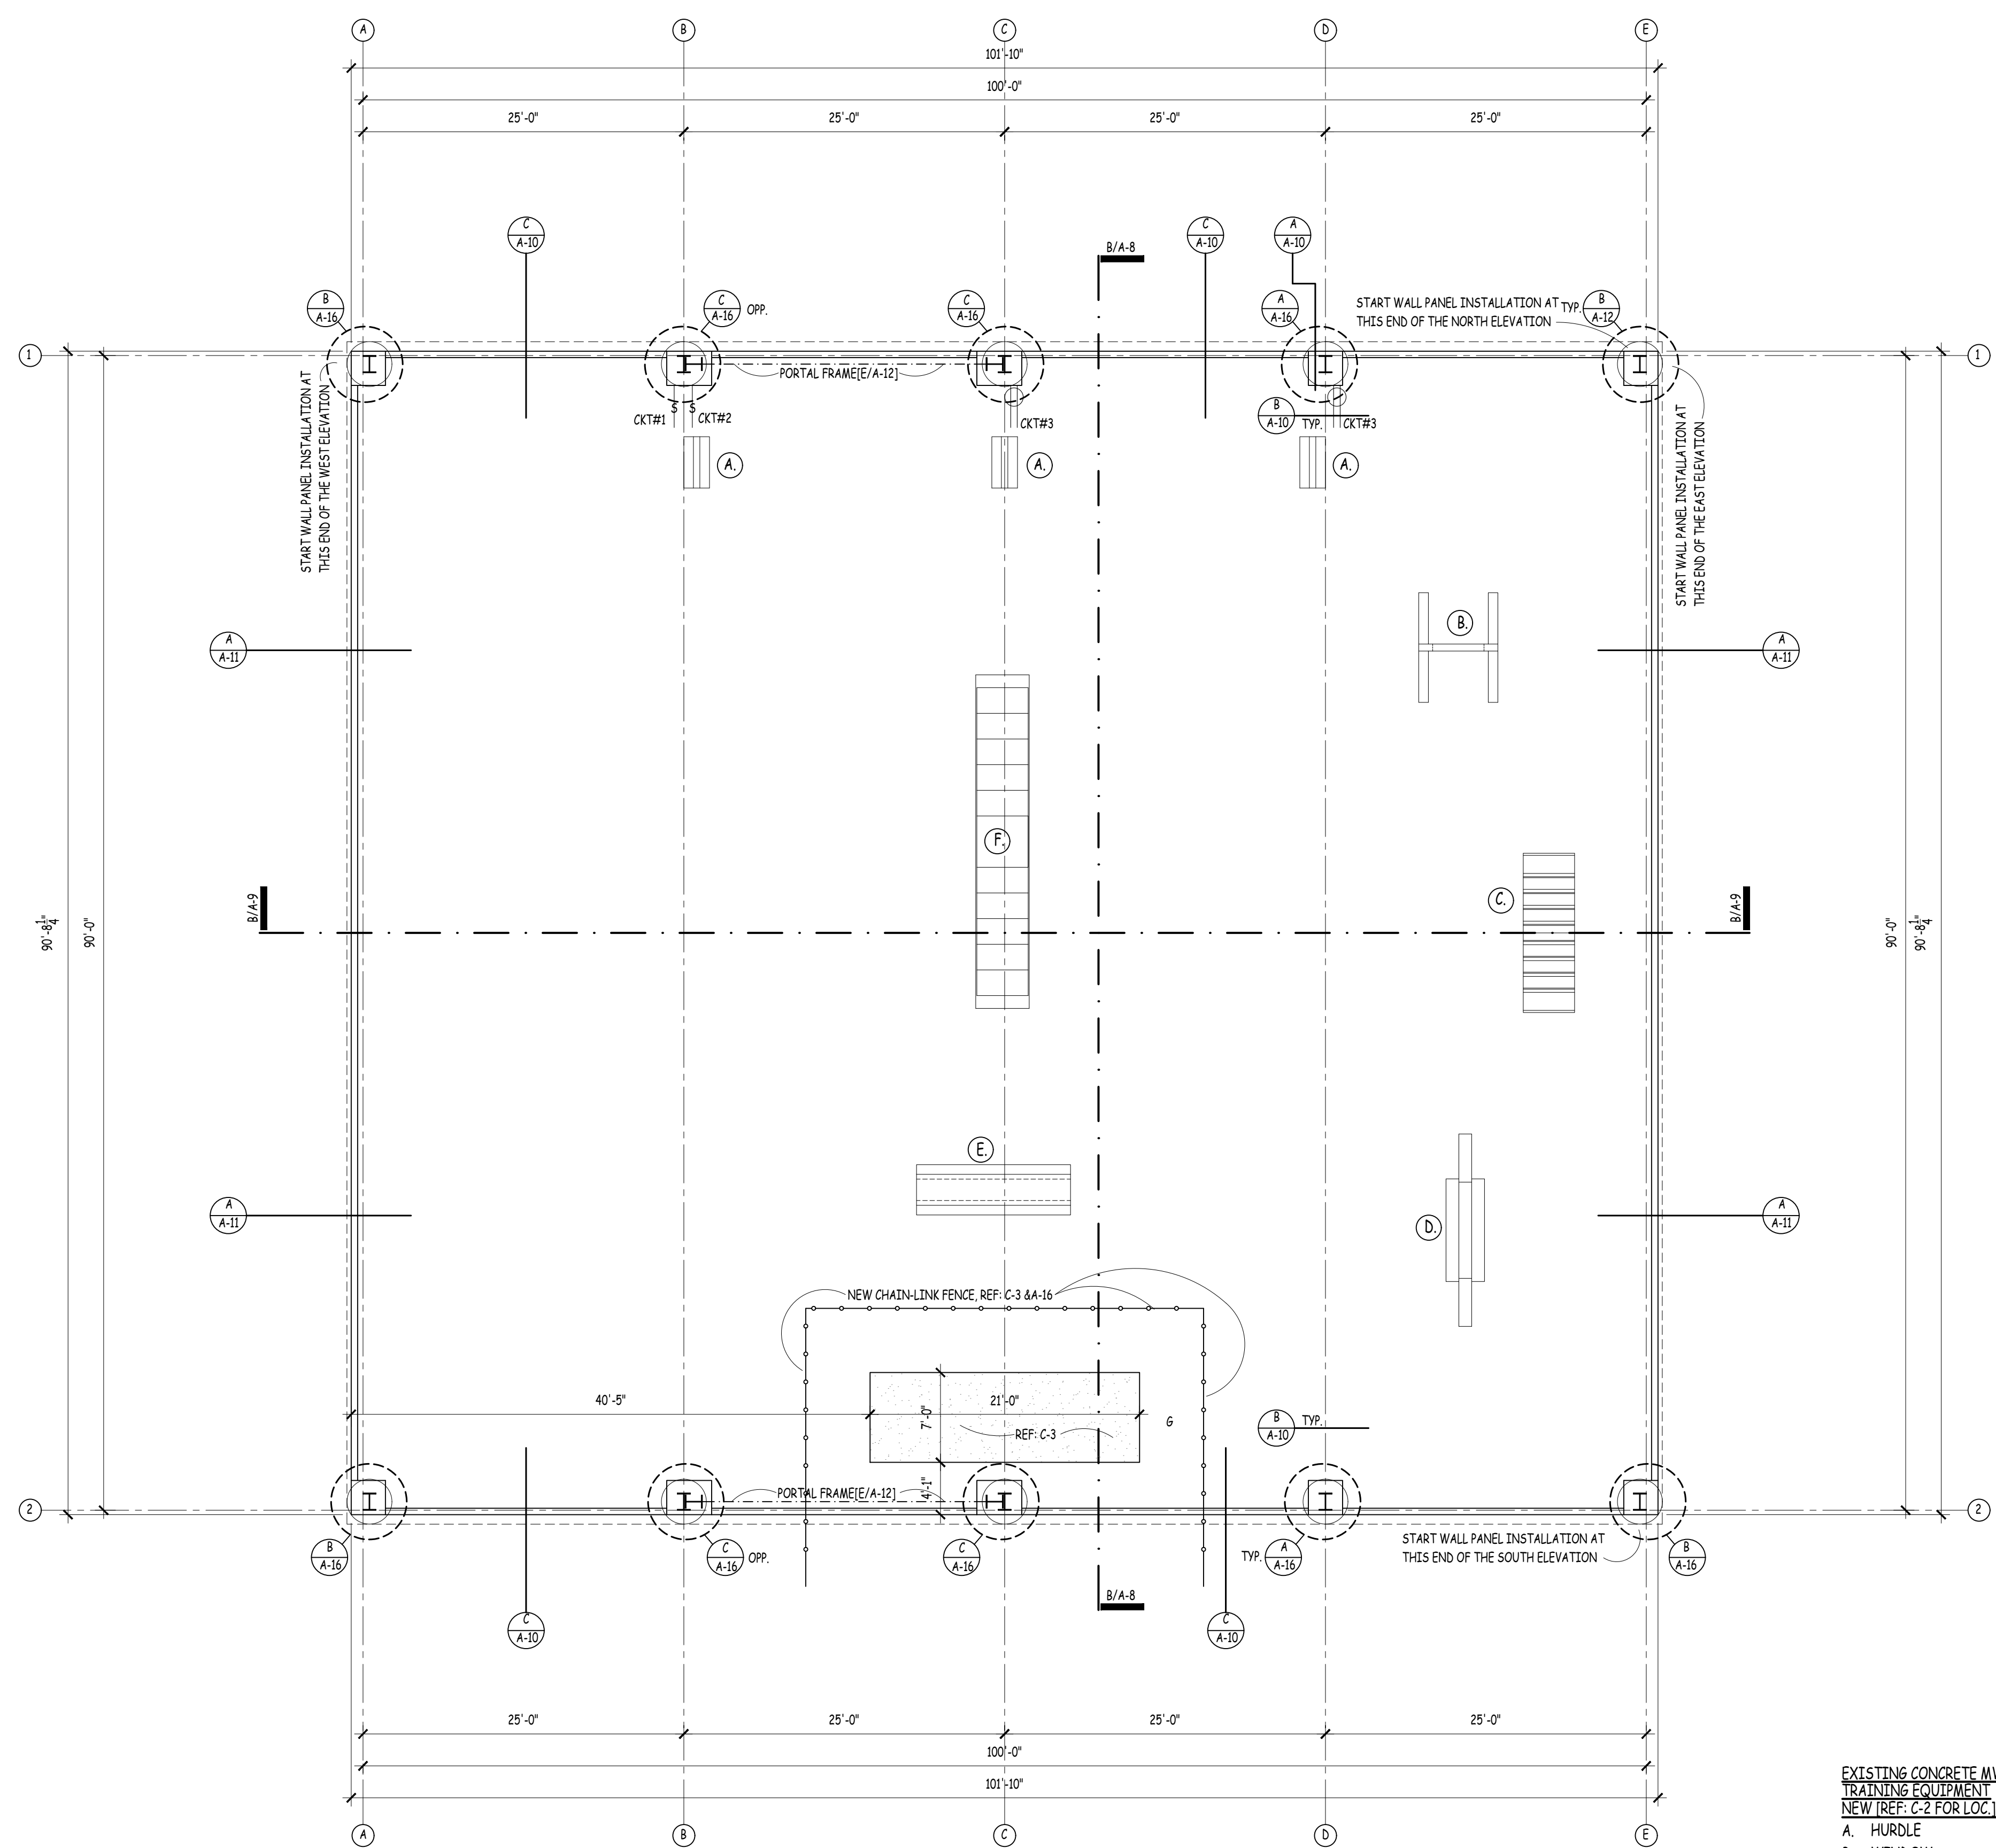 A B C D E
101'-10"
100'-0"
25'-0" 25'-0" 25'-0" 25'-0"
C
A-10
C
A-10
A
A-10
B/A-8
B
A-16
C
A-16
OPP.
C
A-16
A
A-16
START WALL PANEL INSTALLATION AT
THIS END OF THE NORTH ELEVATION
TYP.
B
A-12
1
1
PORTAL FRAME[E/A-12]
START WALL PANEL INSTALLATION AT
THIS END OF THE WEST ELEVATION
START WALL PANEL INSTALLATION AT
THIS END OF THE EAST ELEVATION
S S
CKT#1
CKT#2
CKT#3
B
A-10
TYP.
CKT#3
A.
A.
A.
B.
A
A-11
A
A-11
F.
C.
B/A-9
B/A-9
90'-8 1/4"
90'-0"
90'-0"
90'-8 1/4"
E.
D.
A
A-11
A
A-11
NEW CHAIN-LINK FENCE, REF: C-3 &A-16
40'-5"
21'-0"
7'-0"
REF: C-3
G
B
A-10
TYP.
4'-1"
PORTAL FRAME[E/A-12]
2
2
START WALL PANEL INSTALLATION AT
THIS END OF THE SOUTH ELEVATION
B
A-16
C
A-16
OPP.
C
A-16
TYP.
A
A-16
B
A-16
B/A-8
C
A-10
C
A-10
25'-0" 25'-0" 25'-0" 25'-0"
100'-0"
101'-10"
A B C D E
EXISTING CONCRETE
TRAINING EQUIPMENT
NEW [REF: C-2 FOR LOC.]
A. HURDLE